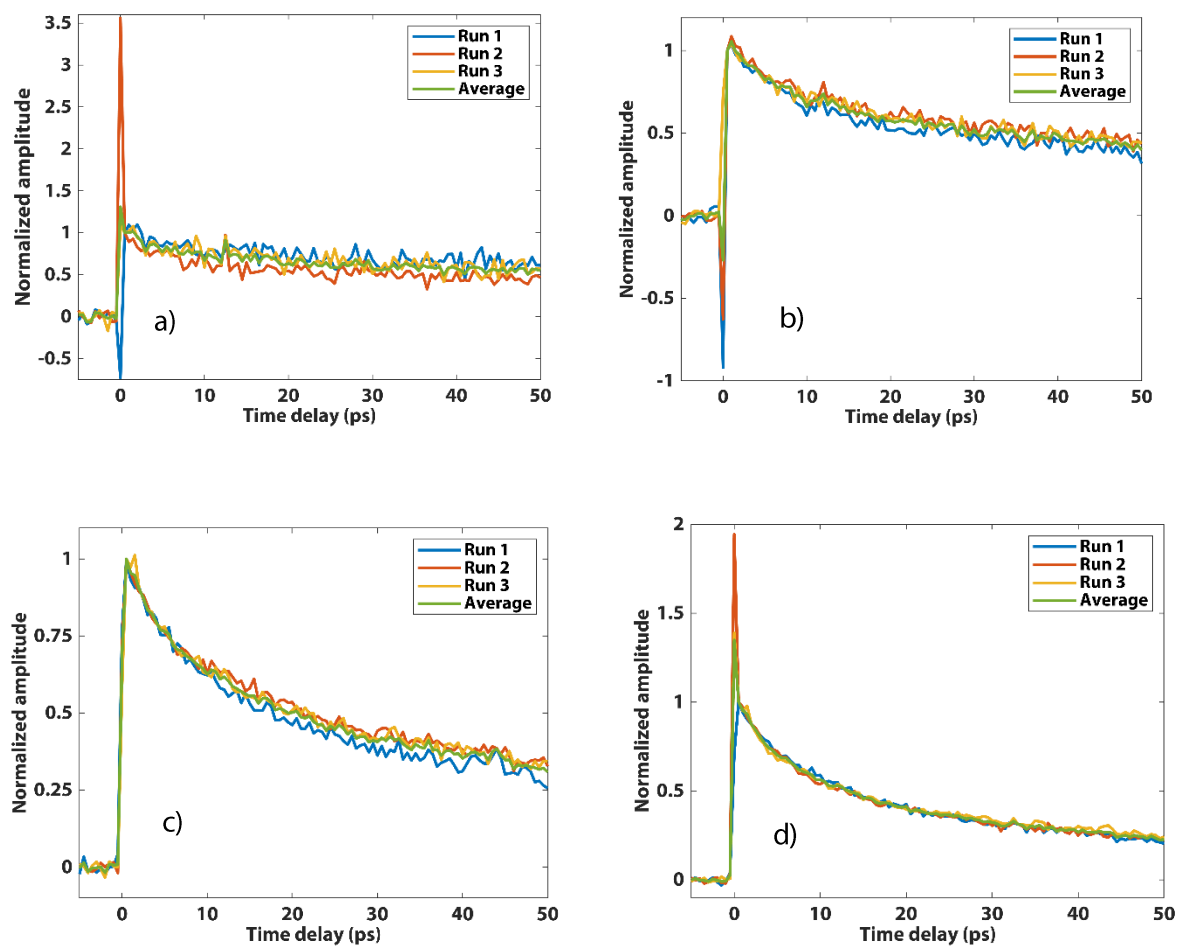 3.5
3
2.5
2
1.5
1
0.5
0
-0.5
Normalized amplitude
Run 1
Run 2
Run 3
Average
a)
0 10 20 30 40 50
Time delay (ps)
1
0.5
0
-0.5
-1
Normalized amplitude
Run 1
Run 2
Run 3
Average
b)
0 10 20 30 40 50
Time delay (ps)
1
0.75
0.5
0.25
0
Normalized amplitude
Run 1
Run 2
Run 3
Average
c)
0 10 20 30 40 50
Time delay (ps)
2
1.5
1
0.5
0
Normalized amplitude
Run 1
Run 2
Run 3
Average
d)
0 10 20 30 40 50
Time delay (ps)